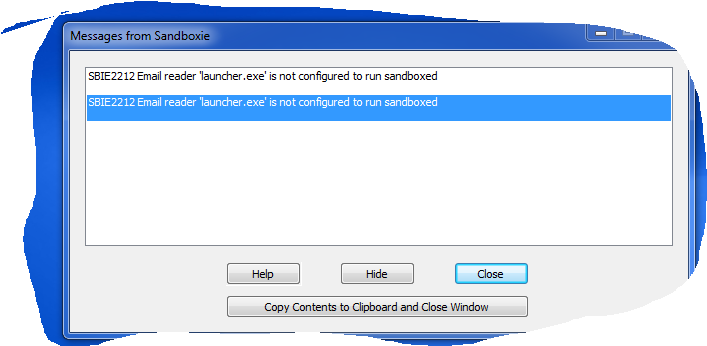 Messages from Sandboxie
SBIE2212 Email reader 'launcher.exe' is not configured to run sandboxed
SBIE2212 Email reader 'launcher.exe' is not configured to run sandboxed
Help Hide Close
Copy Contents to Clipboard and Close Window